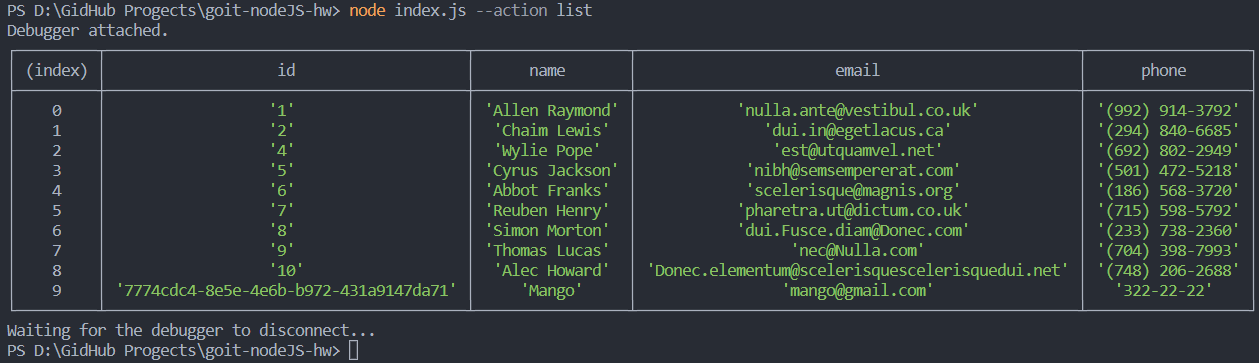 PS D:\GidHub Progects\goit-nodeJS-hw> node index.js --action list
Debugger attached.
(index) id name email phone
0 '1' 'Allen Raymond' 'nulla.ante@vestibul.co.uk' '(992) 914-3792'
1 '2' 'Chaim Lewis' 'dui.in@egetlacus.ca' '(294) 840-6685'
2 '4' 'Wylie Pope' 'est@utquamvel.net' '(692) 802-2949'
3 '5' 'Cyrus Jackson' 'nibh@semsempererat.com' '(501) 472-5218'
4 '6' 'Abbot Franks' 'scelerisque@magnis.org' '(186) 568-3720'
5 '7' 'Reuben Henry' 'pharetra.ut@dictum.co.uk' '(715) 598-5792'
6 '8' 'Simon Morton' 'dui.Fusce.diam@Donec.com' '(233) 738-2360'
7 '9' 'Thomas Lucas' 'nec@Nulla.com' '(704) 398-7993'
8 '10' 'Alec Howard' 'Donec.elementum@scelerisquescelerisquedui.net' '(748) 206-2688'
9 '7774cdc4-8e5e-4e6b-b972-431a9147da71' 'Mango' 'mango@gmail.com' '322-22-22'
Waiting for the debugger to disconnect...
PS D:\GidHub Progects\goit-nodeJS-hw>